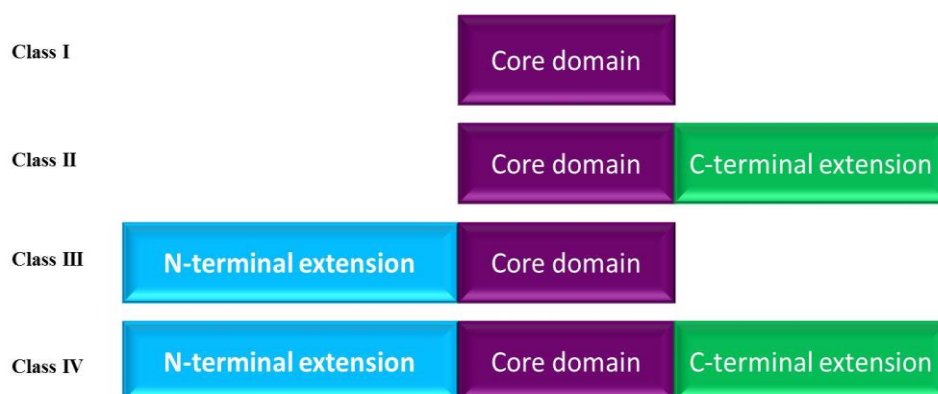 Class I
Core domain
Class II
Core domain
C-terminal extension
Class III
N-terminal extension
Core domain
Class IV
N-terminal extension
Core domain
C-terminal extension